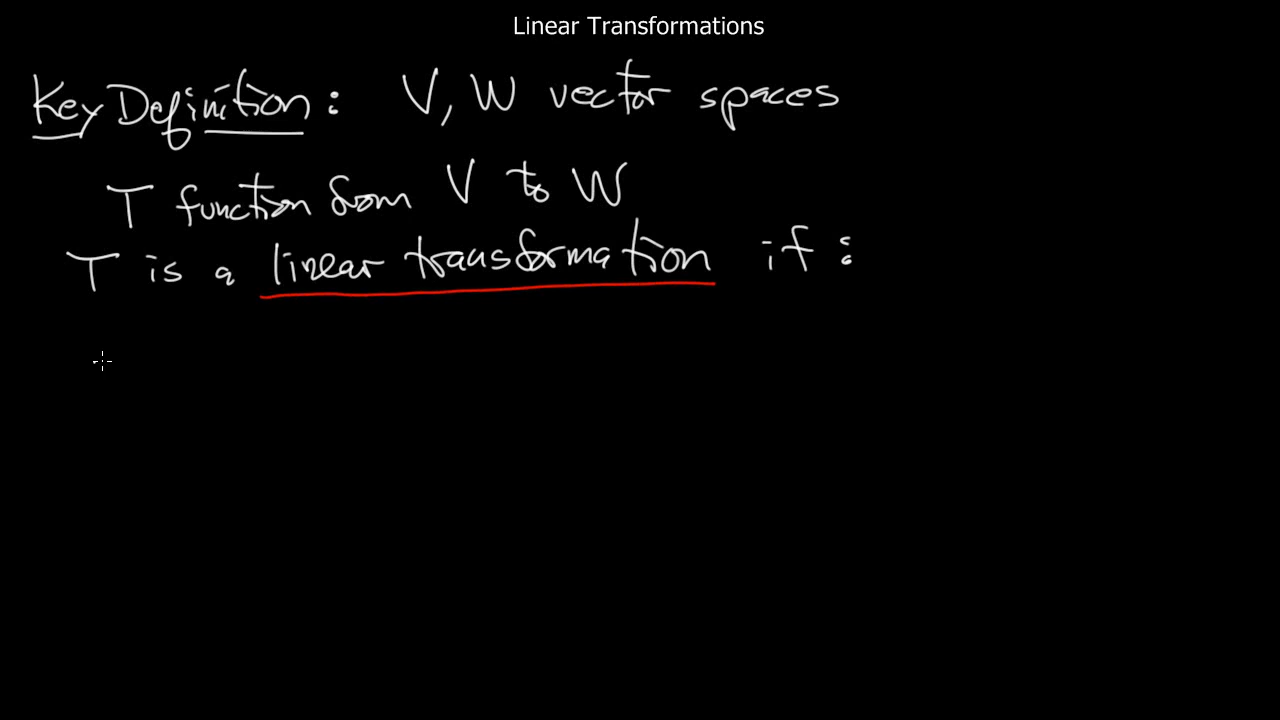 Linear Transformations
Key Definition: V, W vector spaces
T function from V to W
T is a linear transformation if: